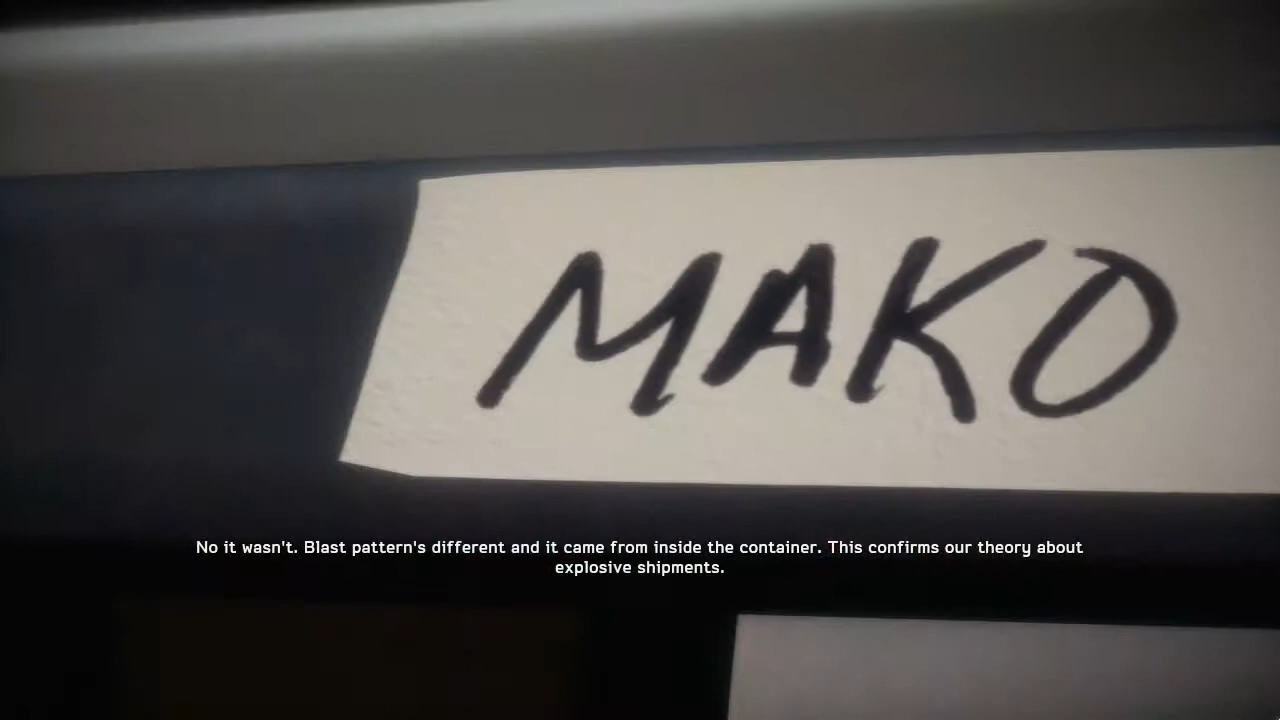 MAKO
No it wasn't. Blast pattern's different and it came from inside the container. This confirms our theory about
explosive shipments.